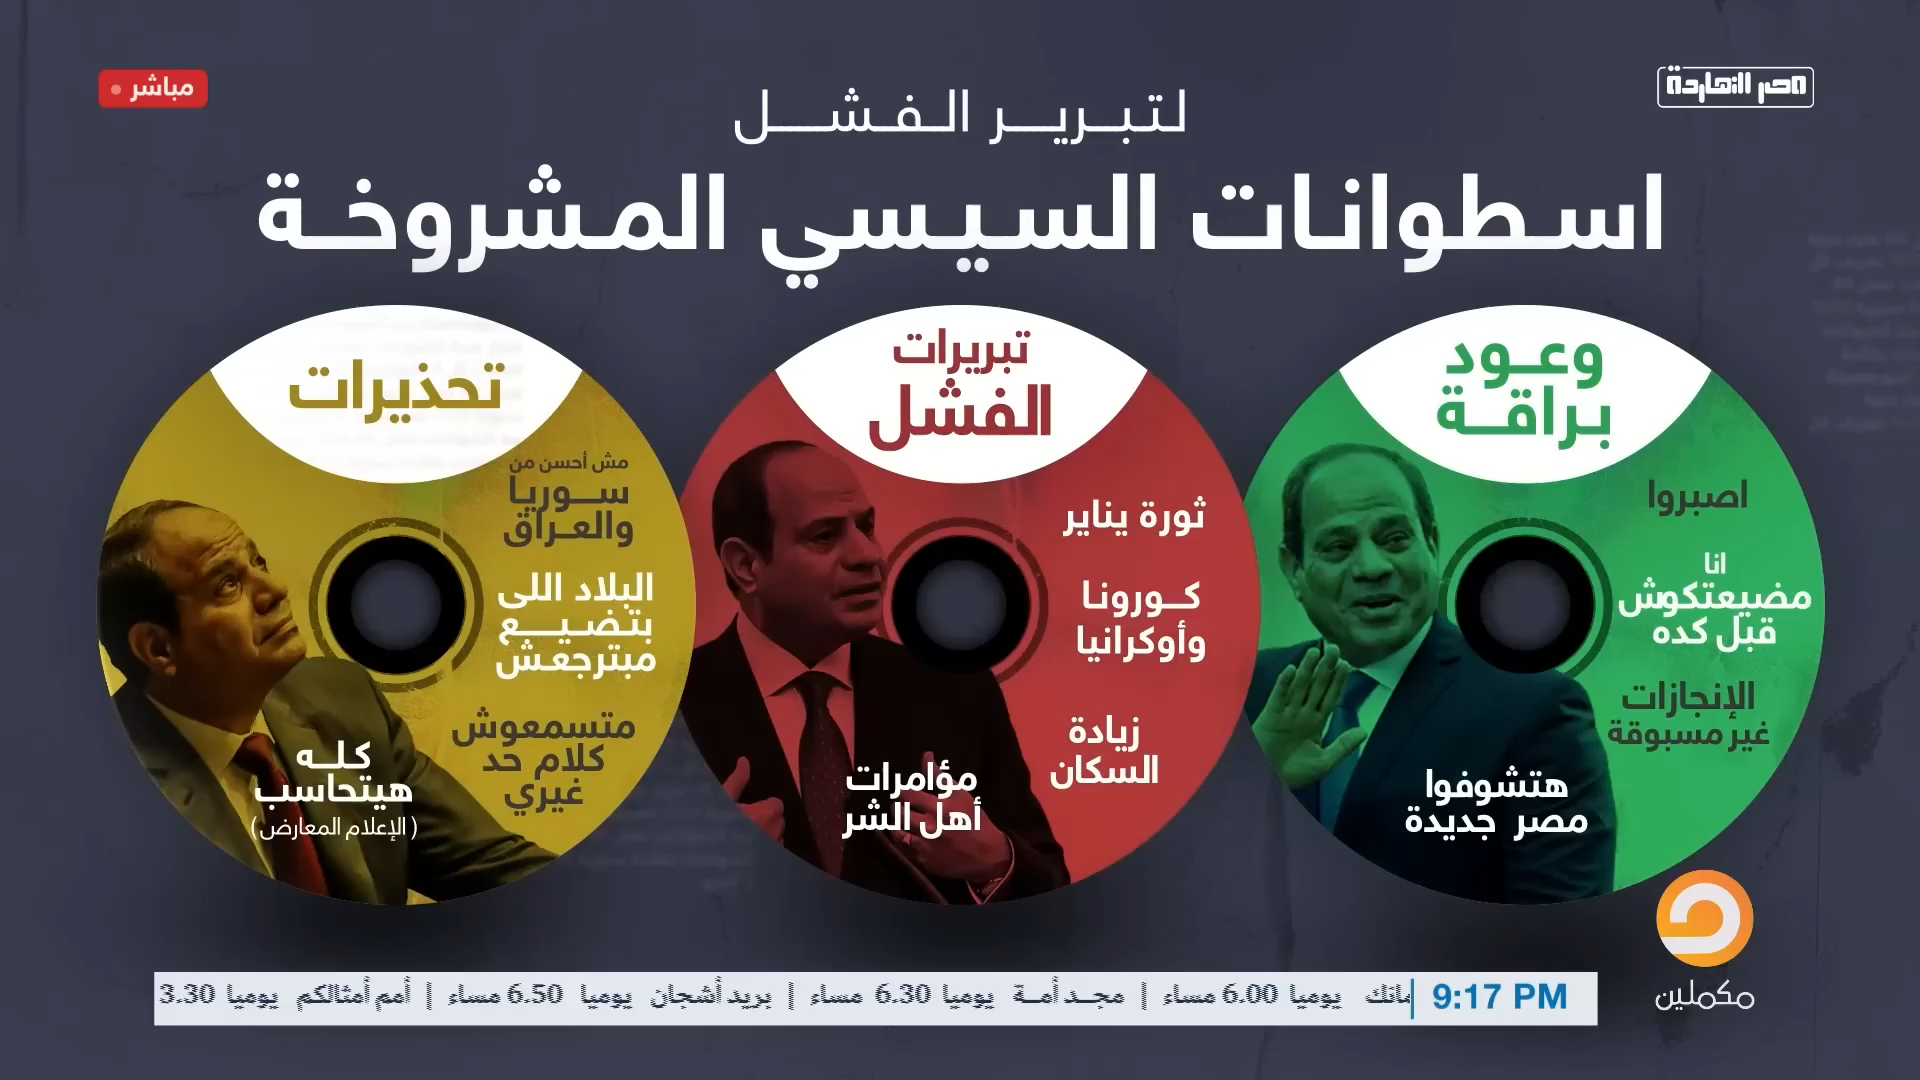 مصر النهاردة
مباشر
لتبرير الفشل
اسطوانات السيسي المشروخة
وعود
براقة
اصبروا
انا
مضيعتكوش
قبل كده
الإنجازات
غير مسبوقة
هتشوفوا
مصر جديدة
تبريرات
الفشل
ثورة يناير
كورونا
وأوكرانيا
زيادة
السكان
مؤامرات
أهل الشر
تحذيرات
مش أحسن من
سوريا
والعراق
البلاد اللى
بتضيع
مبترجعش
متسمعوش
كلام حد
غيري
كله
هيتحاسب
(الإعلام المعارض)
مكملين
9:17 PM
يوميا 6.00 مساء | مجد أمة يوميا 6.30 مساء | بريد أشجان يوميا 6.50 مساء | أمم أمثالكم يوميا 3.30